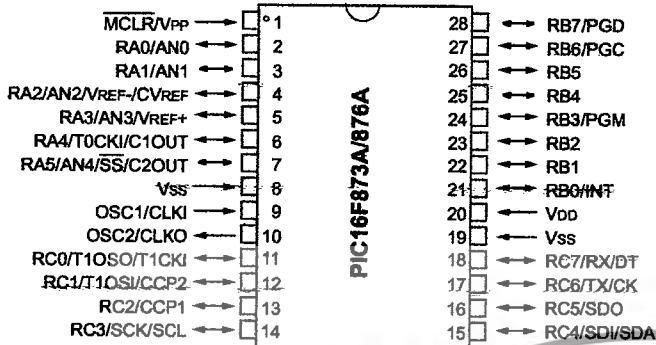 MCLR/VPP 1 28 RB7/PGD
RA0/AN0 2 27 RB6/PGC
RA1/AN1 3 26 RB5
RA2/AN2/VREF-/CVREF 4 25 RB4
RA3/AN3/VREF+ 5 24 RB3/PGM
RA4/T0CKI/C1OUT 6 23 RB2
RA5/AN4/SS/C2OUT 7 22 RB1
VSS 8 21 RB0/INT
OSC1/CLKI 9 20 VDD
OSC2/CLKO 10 19 VSS
RC0/T1OSO/T1CKI 11 18 RC7/RX/DT
RC1/T1OSI/CCP2 12 17 RC6/TX/CK
RC2/CCP1 13 16 RC5/SDO
RC3/SCK/SCL 14 15 RC4/SDI/SDA
PIC16F873A/876A